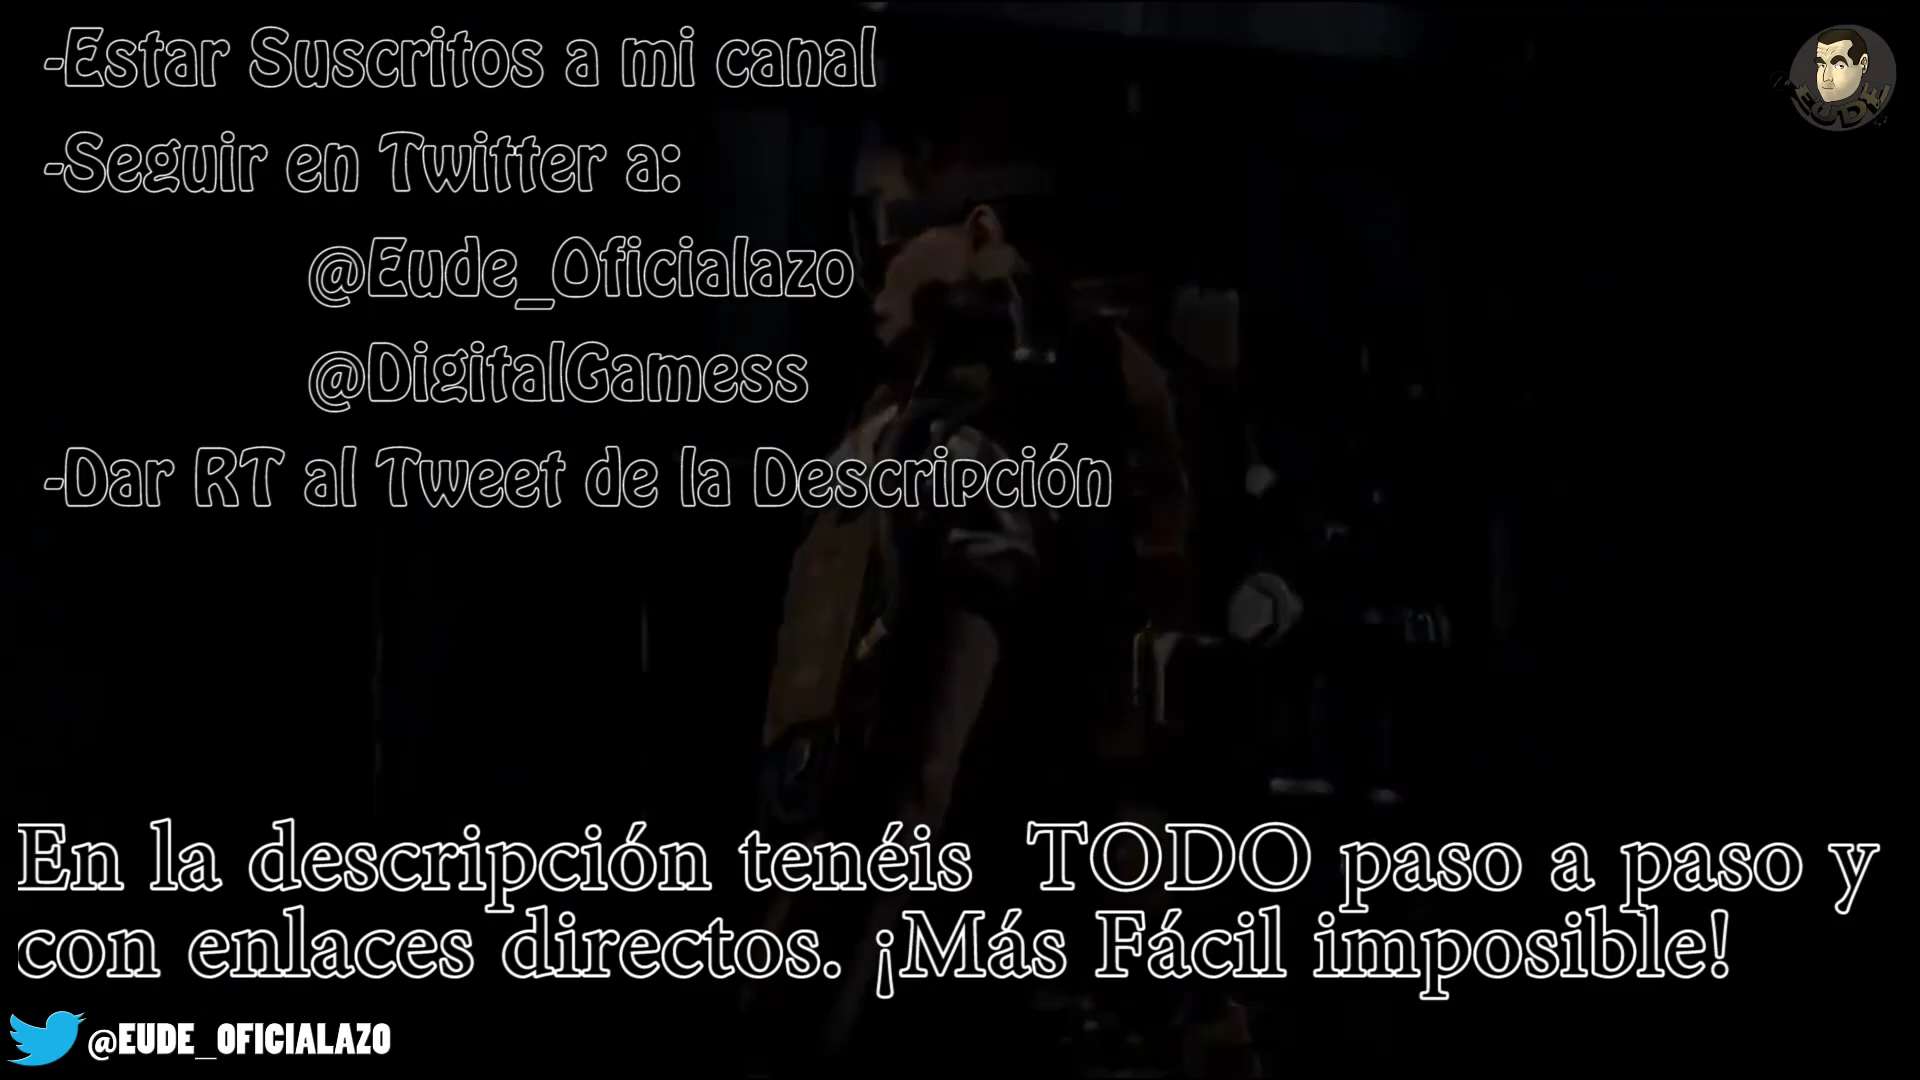 -Estar Suscritos a mi canal
-Seguir en Twitter a:
@Eude_Oficialazo
@DigitalGamess
-Dar RT al Tweet de la Descripción
EUDE
En la descripción tenéis TODO paso a paso y
con enlaces directos. ¡Más Fácil imposible!
@EUDE_OFICIALAZO